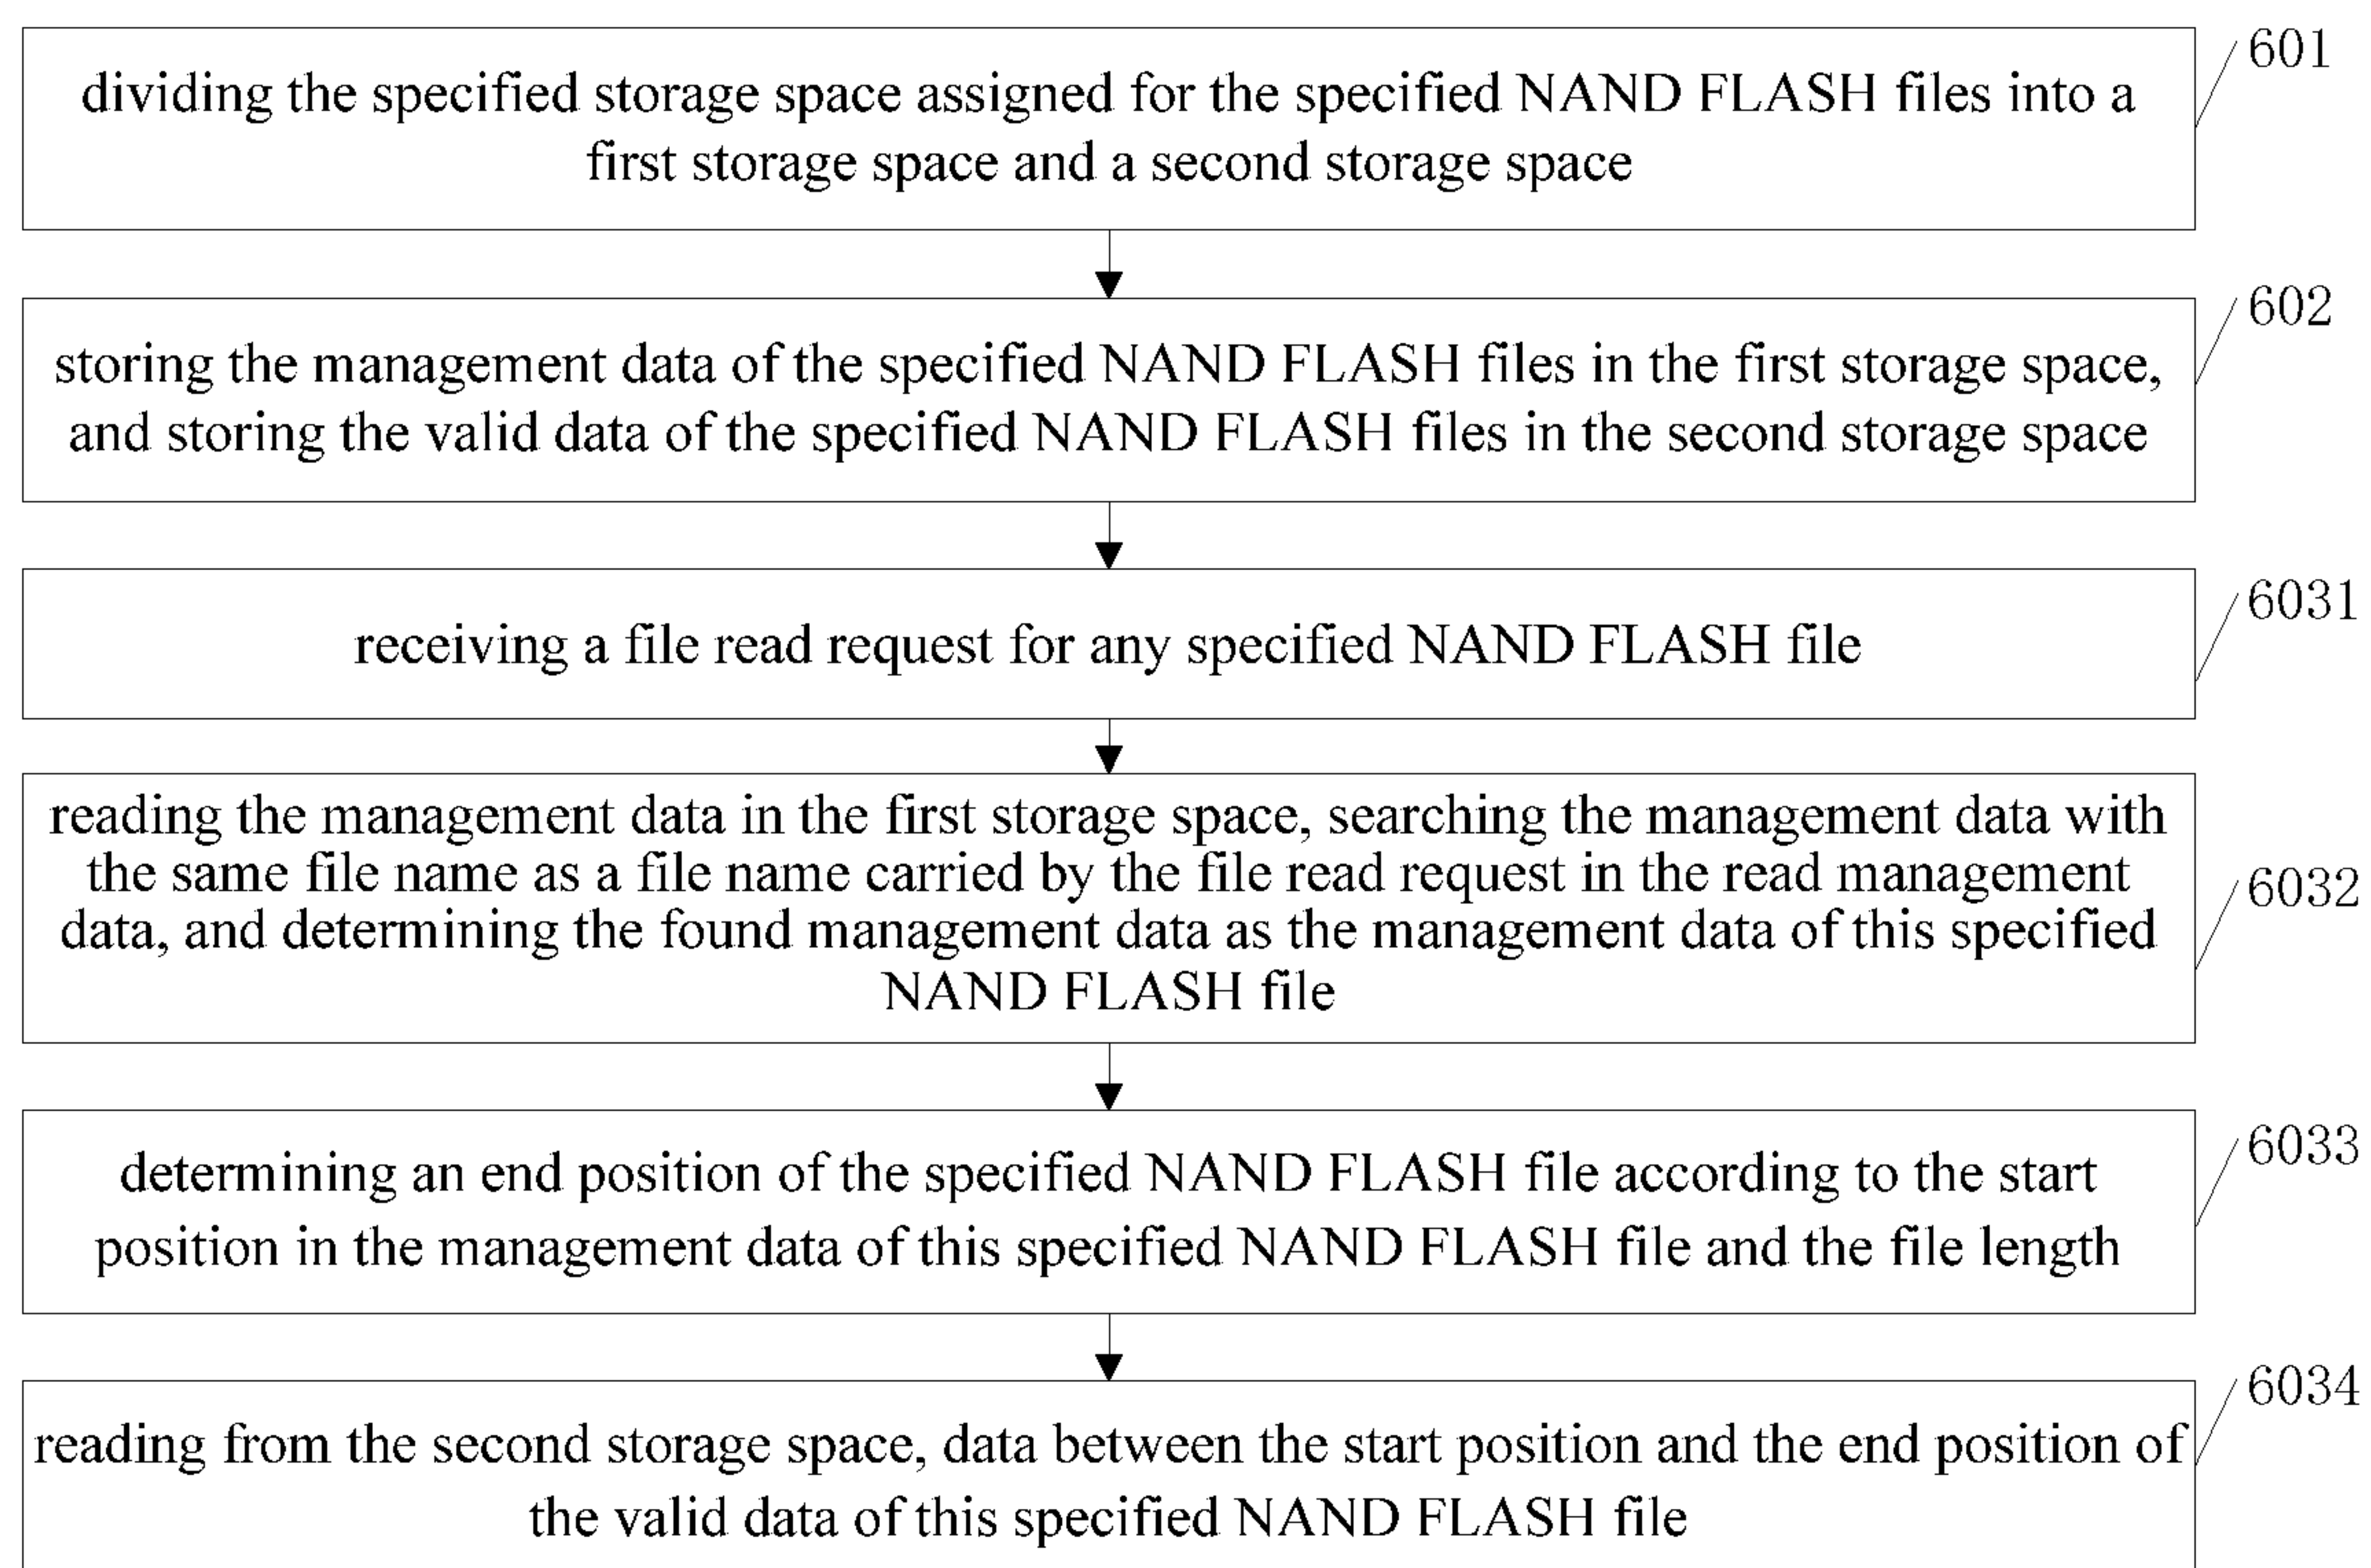 601
dividing the specified storage space assigned for the specified NAND FLASH files into a
first storage space and a second storage space
602
storing the management data of the specified NAND FLASH files in the first storage space,
and storing the valid data of the specified NAND FLASH files in the second storage space
6031
receiving a file read request for any specified NAND FLASH file
reading the management data in the first storage space, searching the management data with
the same file name as a file name carried by the file read request in the read management
6032
data, and determining the found management data as the management data of this specified
NAND FLASH file
6033
determining an end position of the specified NAND FLASH file according to the start
position in the management data of this specified NAND FLASH file and the file length
6034
reading from the second storage space, data between the start position and the end position of
the valid data of this specified NAND FLASH file